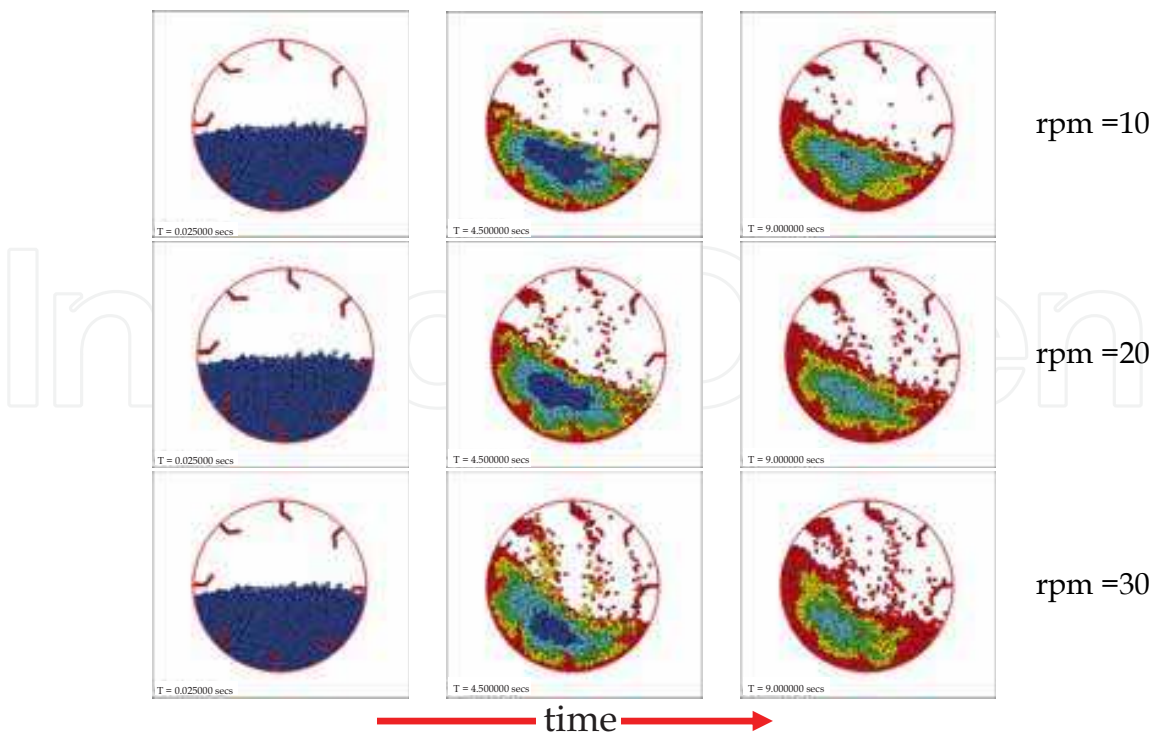 rpm =10
T = 0.025000 secs
T = 4.500000 secs
T = 9.000000 secs
rpm =20
T = 0.025000 secs
T = 4.500000 secs
T = 9.000000 secs
rpm =30
T = 0.025000 secs
T = 4.500000 secs
T = 9.000000 secs
time